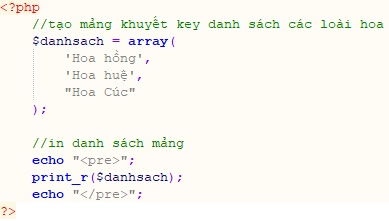 <?php
//tạo mảng khuyết key danh sách các loài hoa
$danhsach = array(
'Hoa hồng',
'Hoa huệ',
"Hoa Cúc"
);
//in danh sách mảng
echo "<pre>";
print_r($danhsach);
echo "</pre>";
?>